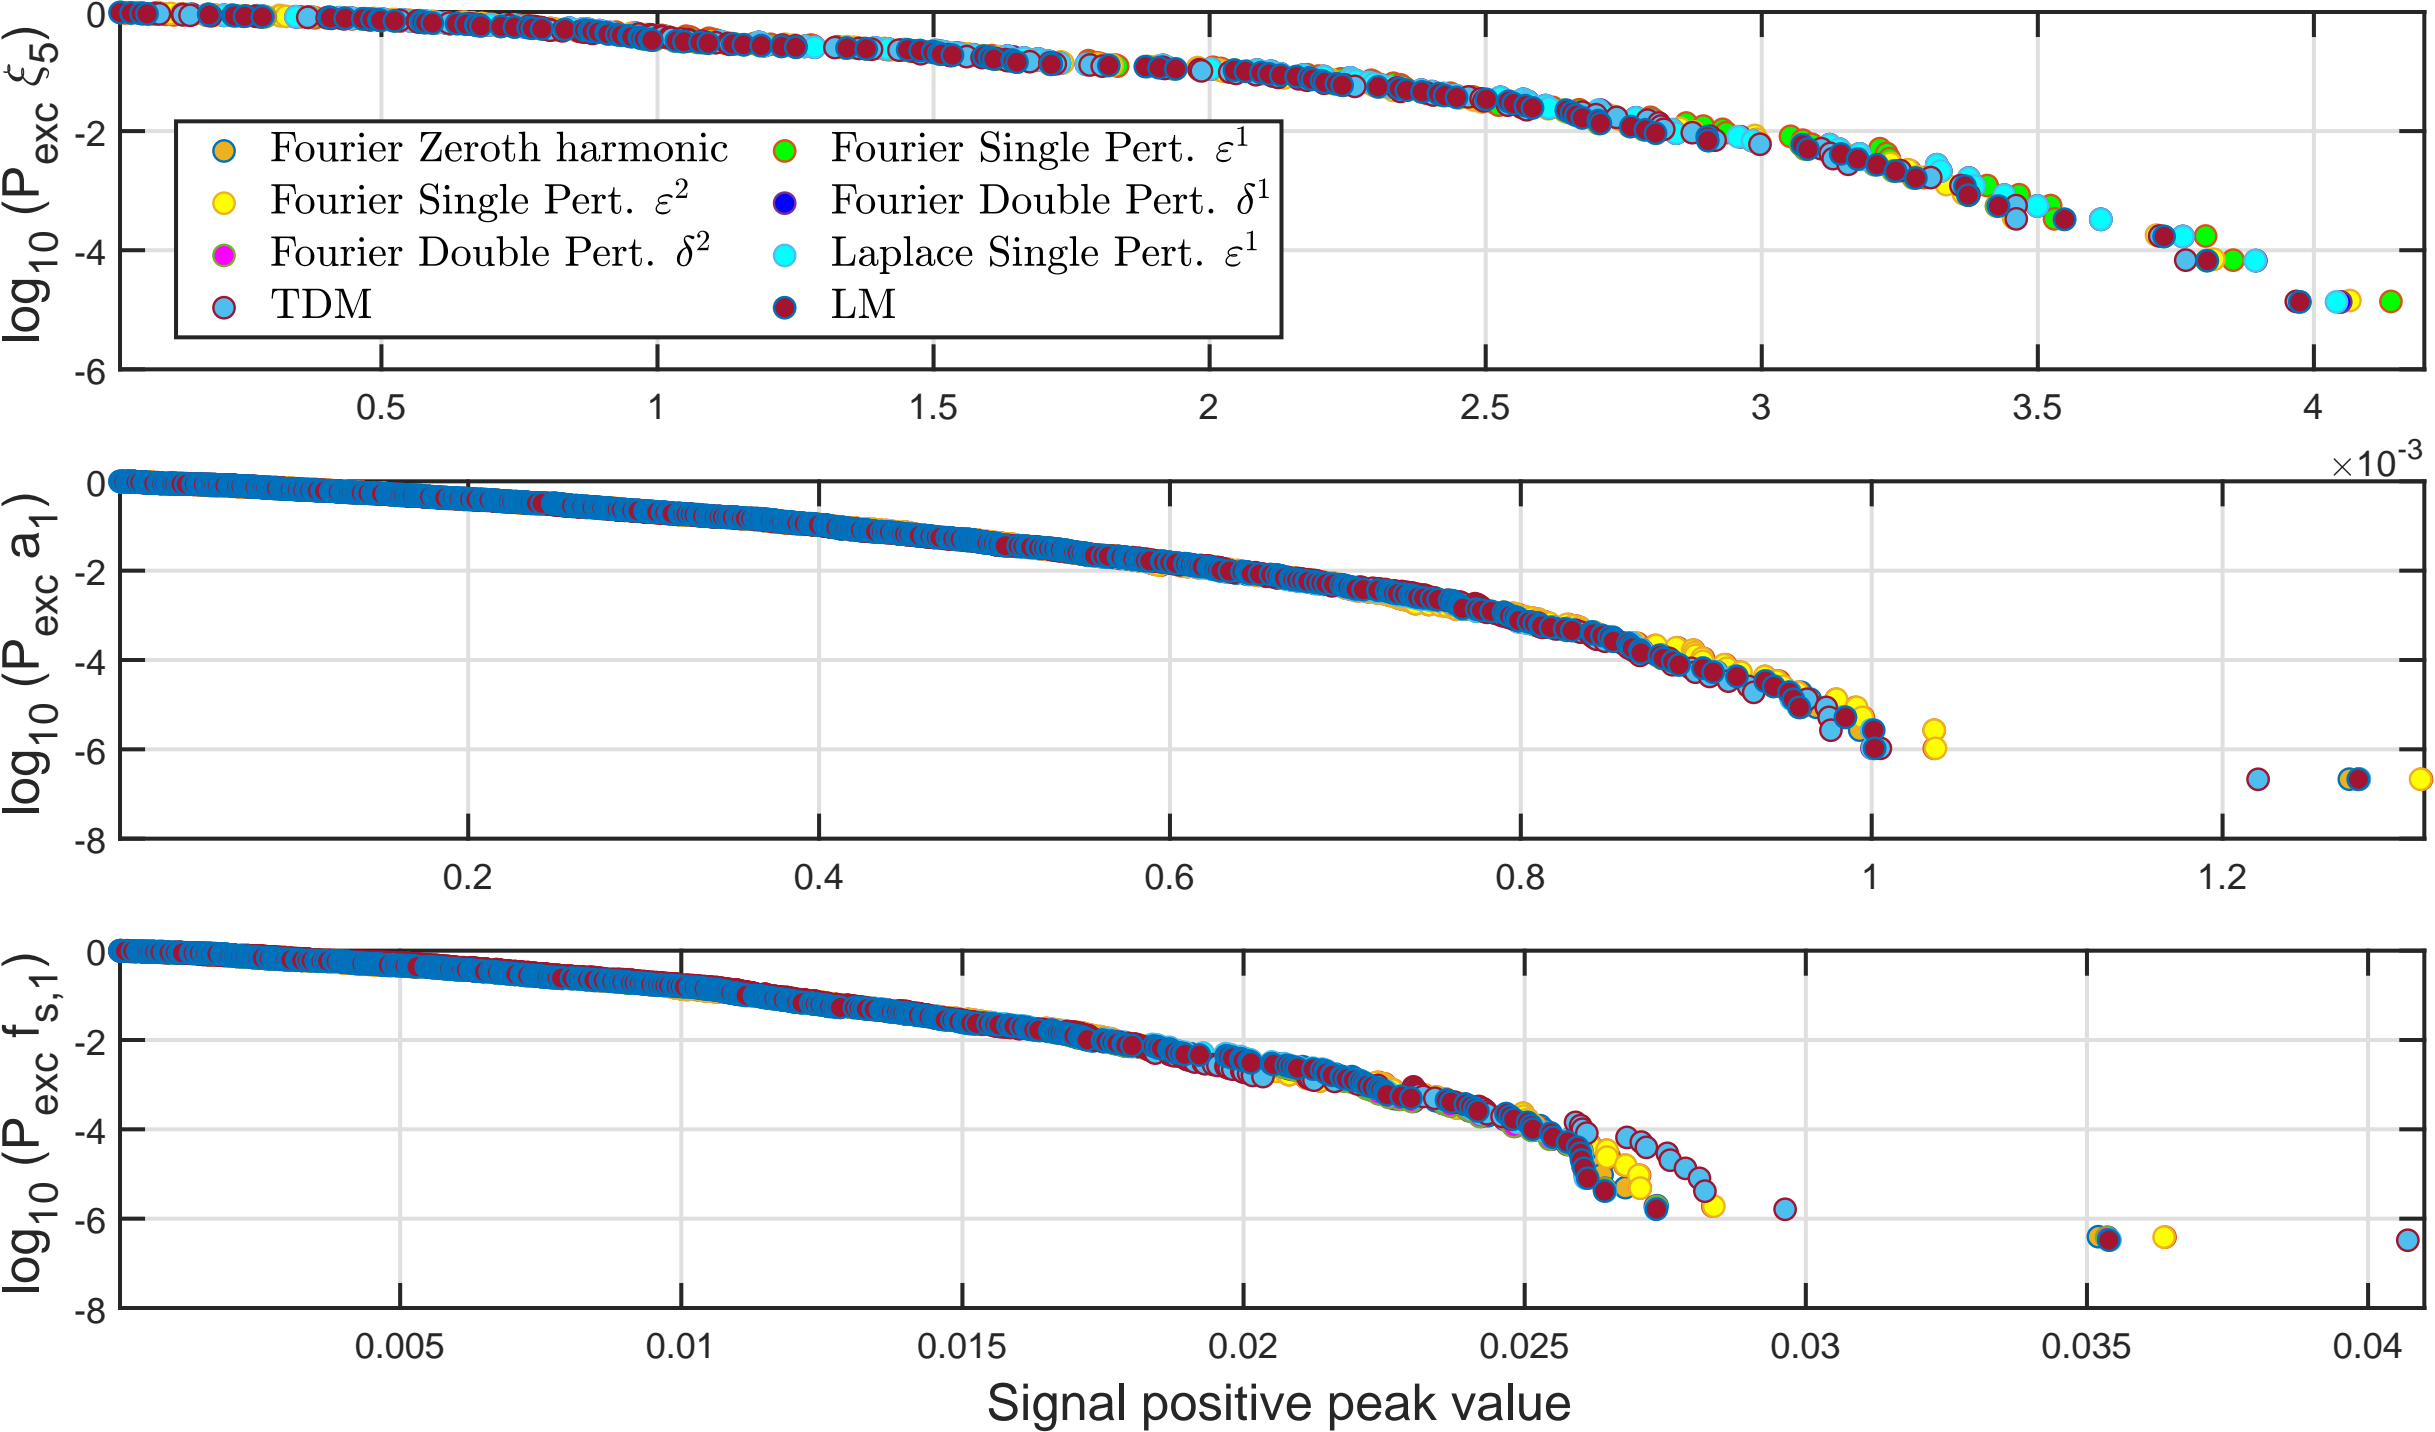 log10 (Pexc ξ5)
0
-2
-4
-6
Fourier Zeroth harmonic
Fourier Single Pert. ε1
Fourier Single Pert. ε2
Fourier Double Pert. δ1
Fourier Double Pert. δ2
Laplace Single Pert. ε1
TDM
LM
0.5 1 1.5 2 2.5 3 3.5 4
×10-3
log10 (Pexc a1)
0
-2
-4
-6
-8
0.2 0.4 0.6 0.8 1 1.2
log10 (Pexc fs,1)
0
-2
-4
-6
-8
0.005 0.01 0.015 0.02 0.025 0.03 0.035 0.04
Signal positive peak value